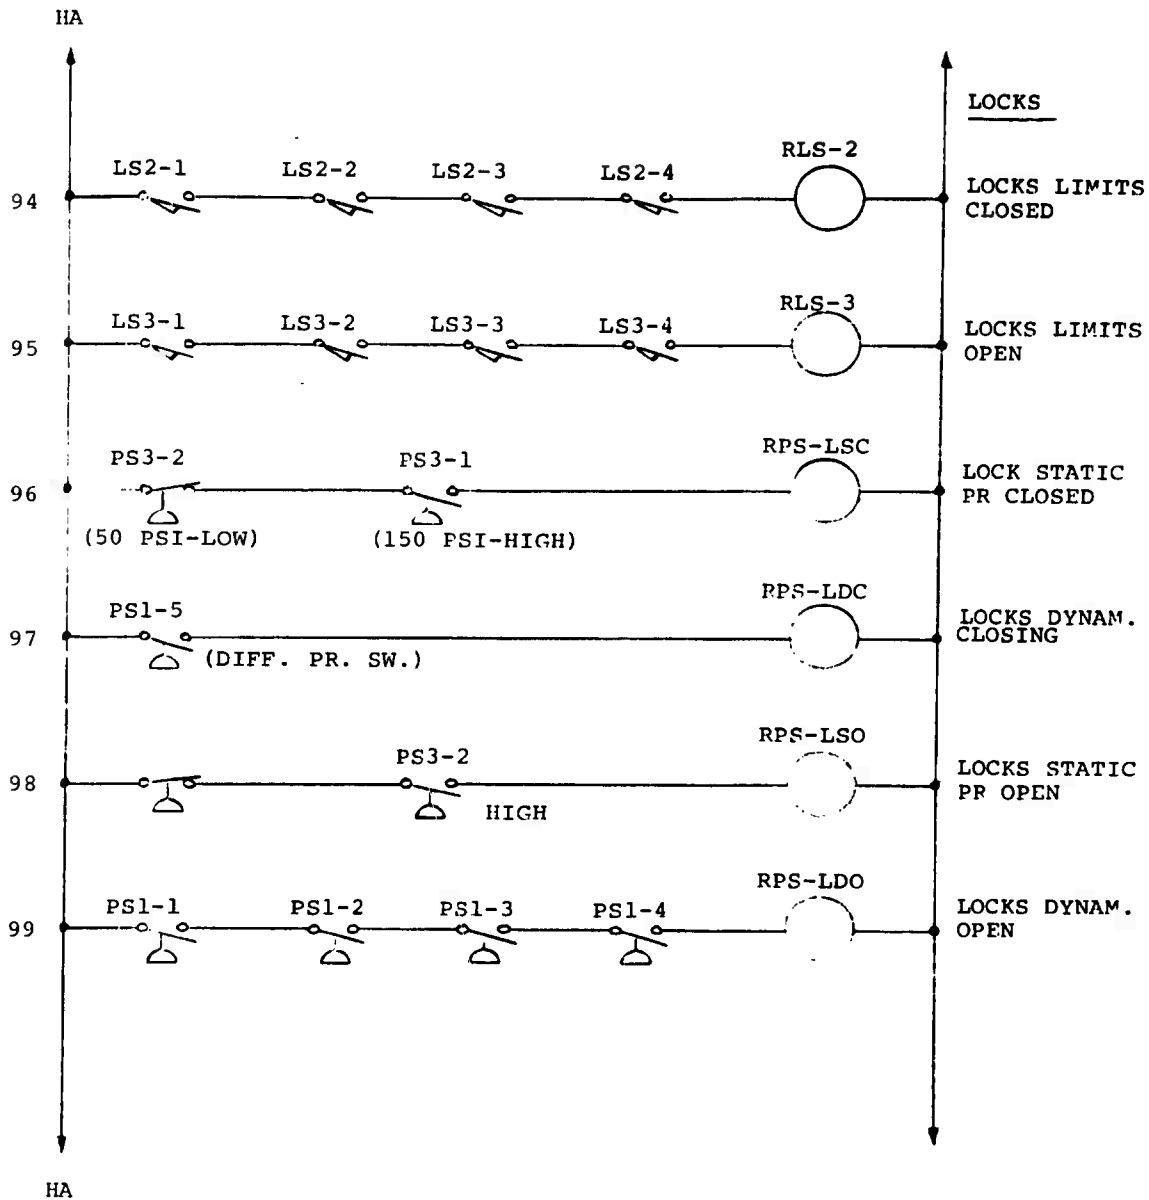 HA
LOCKS
94
LS2-1
LS2-2
LS2-3
LS2-4
RLS-2
LOCKS LIMITS
CLOSED
95
LS3-1
LS3-2
LS3-3
LS3-4
RLS-3
LOCKS LIMITS
OPEN
96
PS3-2
(50 PSI-LOW)
PS3-1
(150 PSI-HIGH)
RPS-LSC
LOCK STATIC
PR CLOSED
97
PS1-5
(DIFF. PR. SW.)
RPS-LDC
LOCKS DYNAM.
CLOSING
98
PS3-2
HIGH
RPS-LSO
LOCKS STATIC
PR OPEN
99
PS1-1
PS1-2
PS1-3
PS1-4
RPS-LDO
LOCKS DYNAM.
OPEN
HA